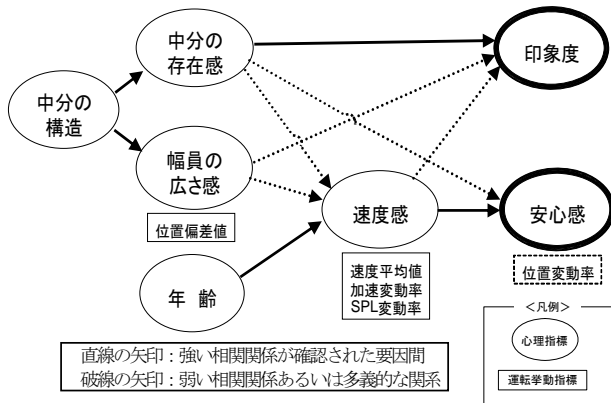 中分の
存在感
印象度
中分の
構造
幅員の
広さ感
位置偏差値
速度感
安心感
年 齢
速度平均値
加速変動率
SPL変動率
位置変動率
＜凡例＞
心理指標
運転挙動指標
直線の矢印：強い相関関係が確認された要因間
破線の矢印：弱い相関関係あるいは多義的な関係